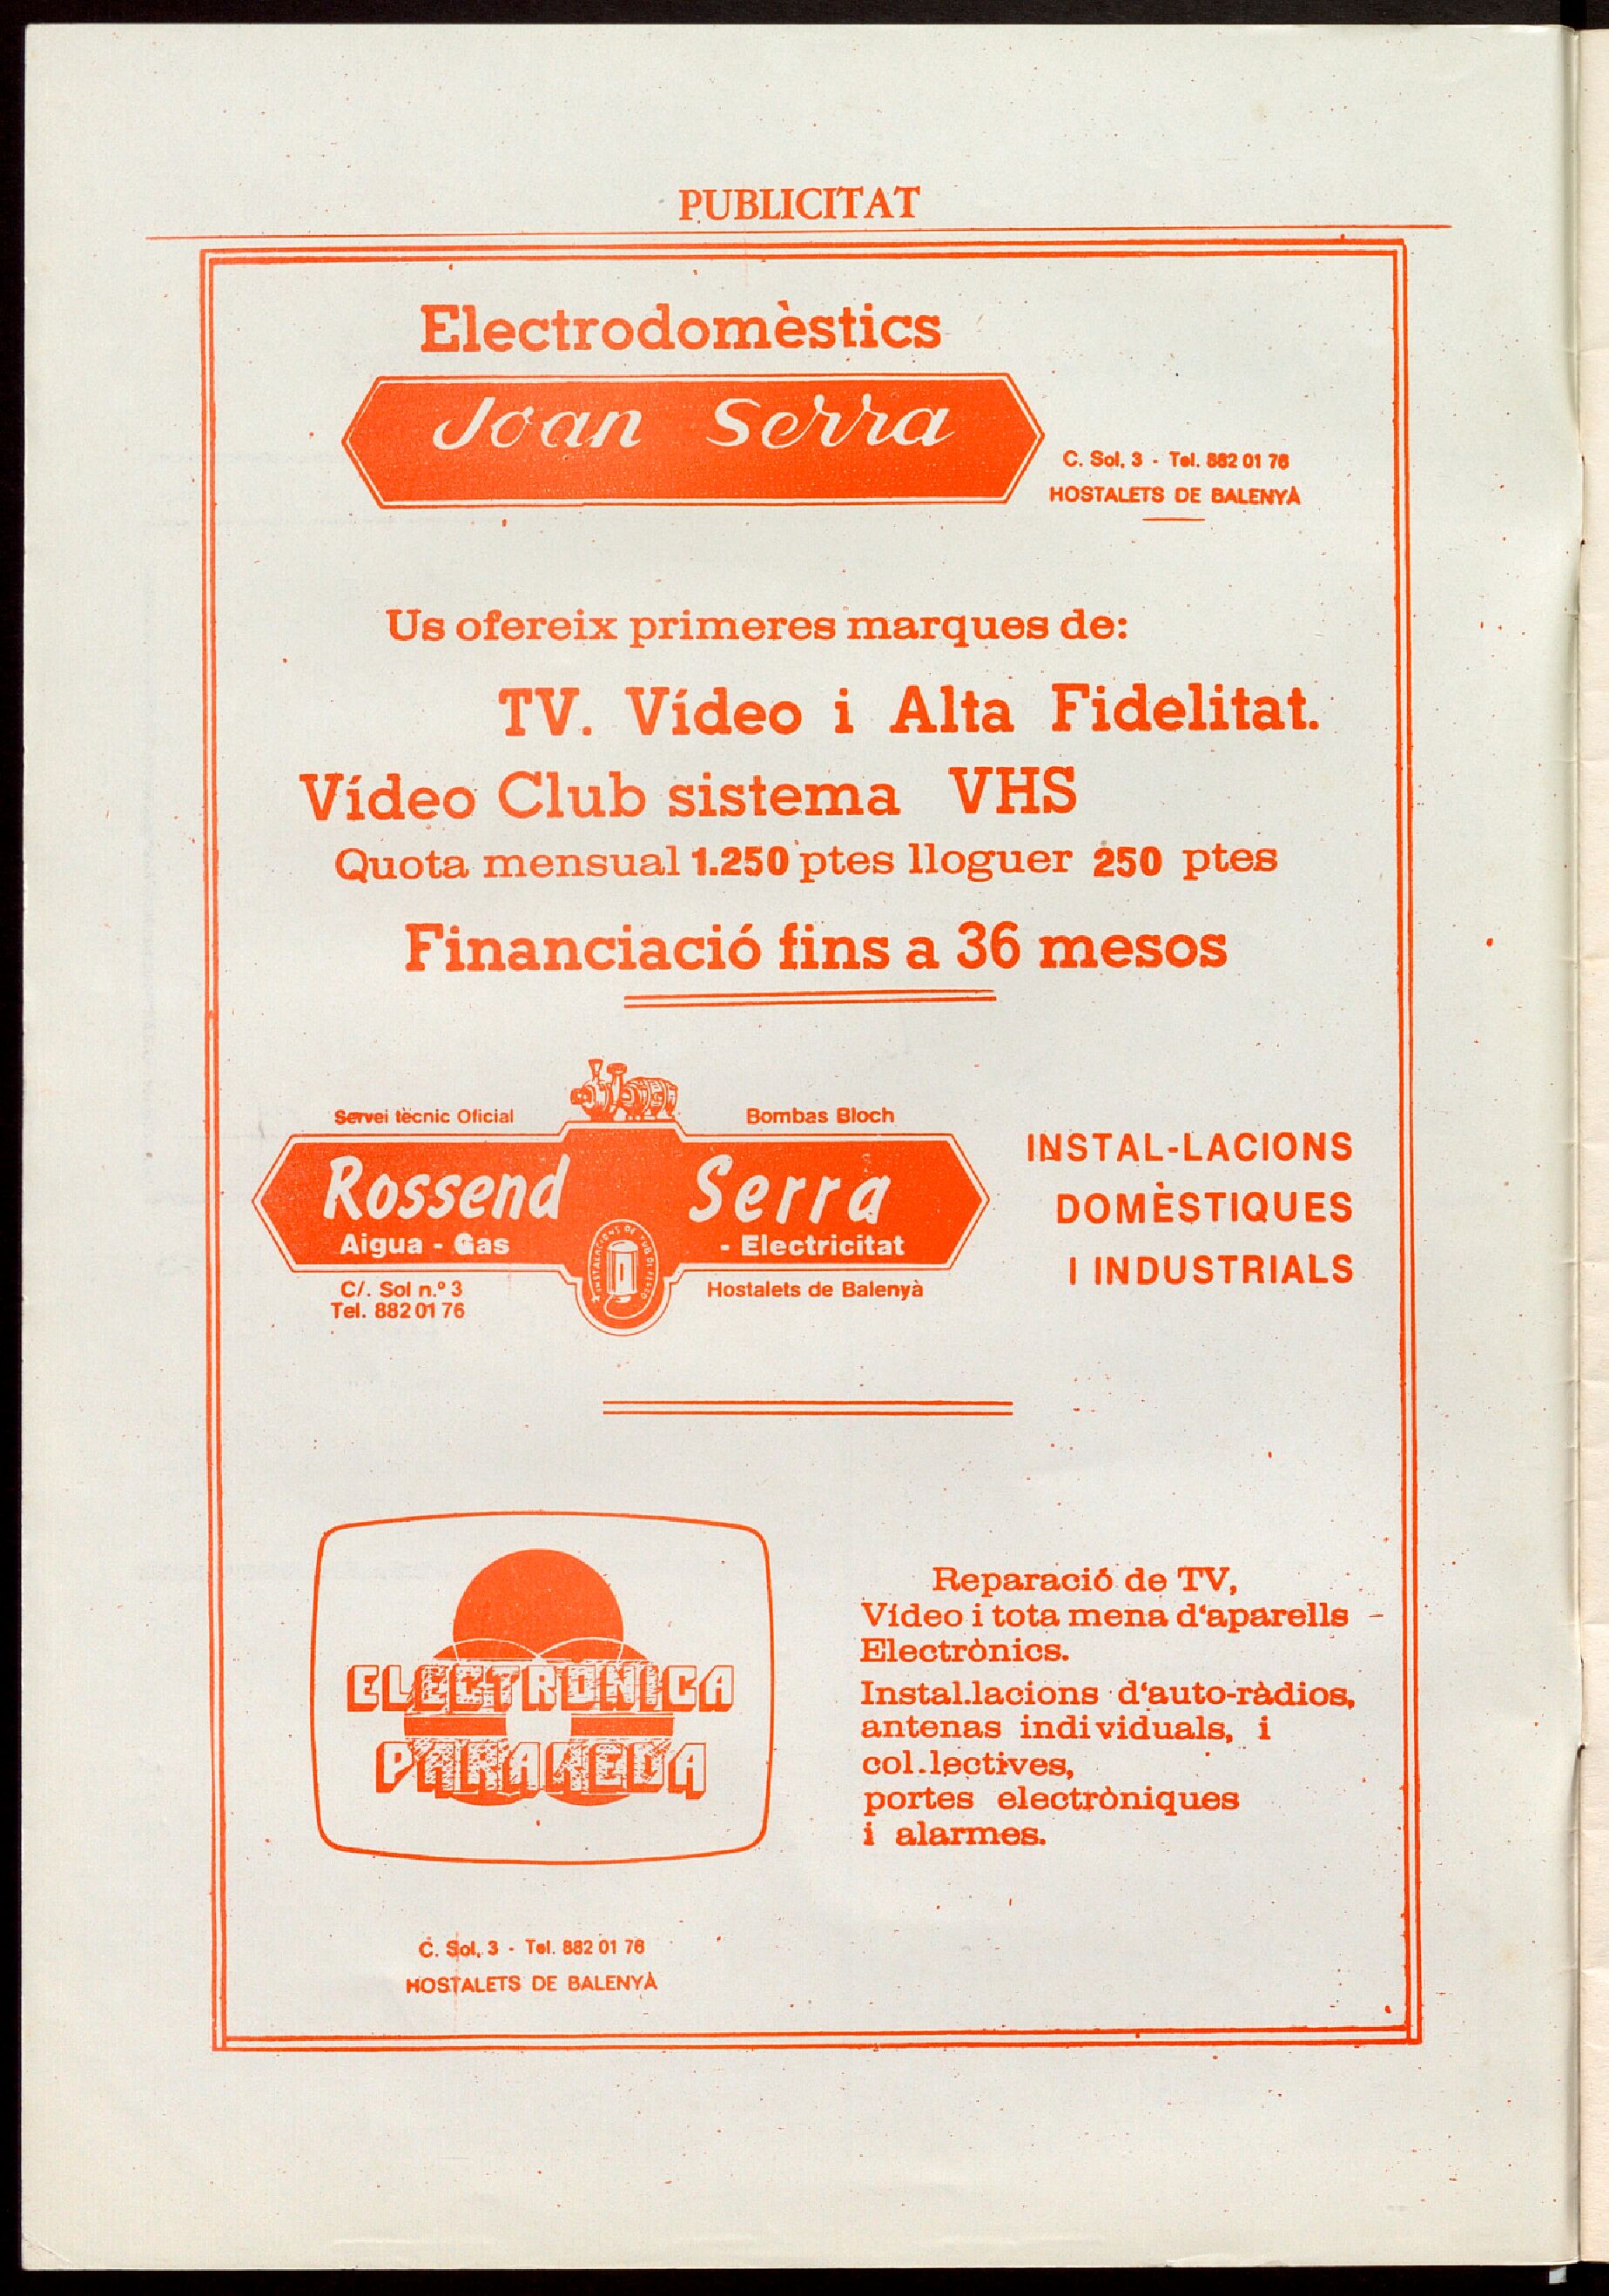 PUBLICITAT
Electrodomèstics
Joan Serra
C. Sol, 3 - Tel. 882 01 76
HOSTALETS DE BALENYÀ
Us ofereix primeres marques de:
TV. Vídeo i Alta Fidelitat.
Vídeo Club sistema VHS
Quota mensual 1.250 ptes lloguer 250 ptes
Financiació fins a 36 mesos
Servei tècnic Oficial
Bombas Bloch
Rossend Serra
Aigua - Gas - Electricitat
C/. Sol n.º 3
Tel. 882 01 76
Hostalets de Balenyà
INSTAL-LACIONS
DOMÈSTIQUES
I INDUSTRIALS
ELECTRONICA
PARAREDA
Reparació de TV,
Vídeo i tota mena d'aparells
Electrònics.
Instal.lacions d'auto-ràdios,
antenas individuals, i
col.lectives,
portes electròniques
i alarmes.
C. Sol, 3 - Tel. 882 01 76
HOSTALETS DE BALENYÀ